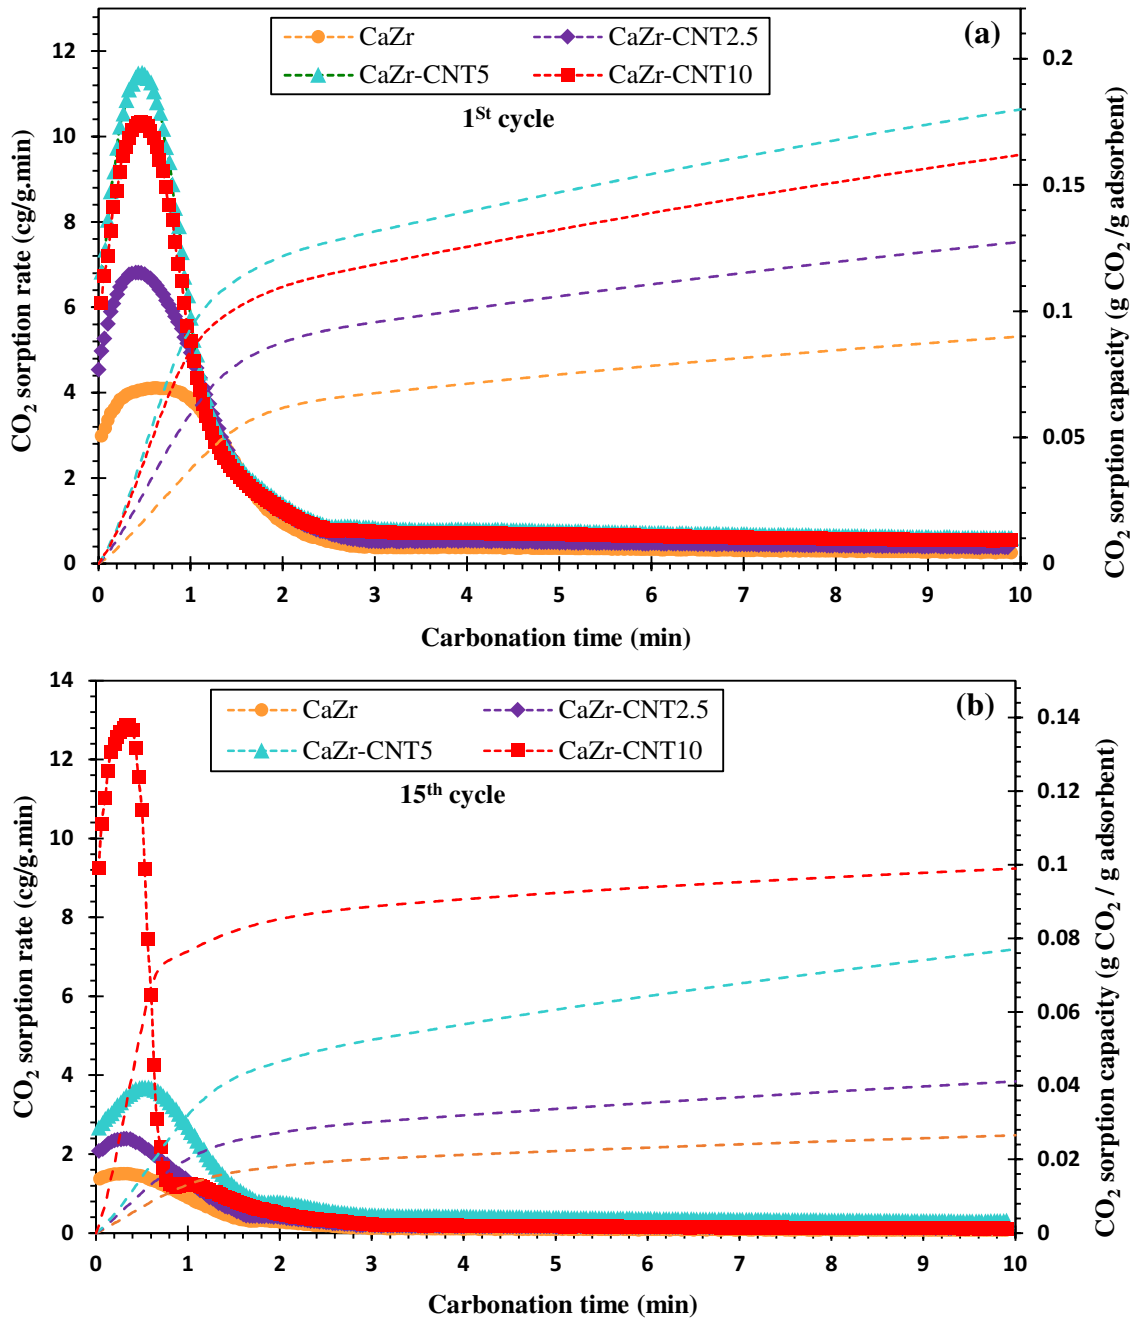 (a)
CaZr
CaZr-CNT2.5
CaZr-CNT5
CaZr-CNT10
1St cycle
CO2 sorption rate (cg/g.min)
12
10
8
6
4
2
0
0.2
0.15
0.1
0.05
0
CO2 sorption capacity (g CO2 /g adsorbent)
0 1 2 3 4 5 6 7 8 9 10
Carbonation time (min)
(b)
CaZr
CaZr-CNT2.5
CaZr-CNT5
CaZr-CNT10
15th cycle
CO2 sorption rate (cg/g.min)
14
12
10
8
6
4
2
0
0.14
0.12
0.1
0.08
0.06
0.04
0.02
0
CO2 sorption capacity (g CO2 / g adsorbent)
0 1 2 3 4 5 6 7 8 9 10
Carbonation time (min)